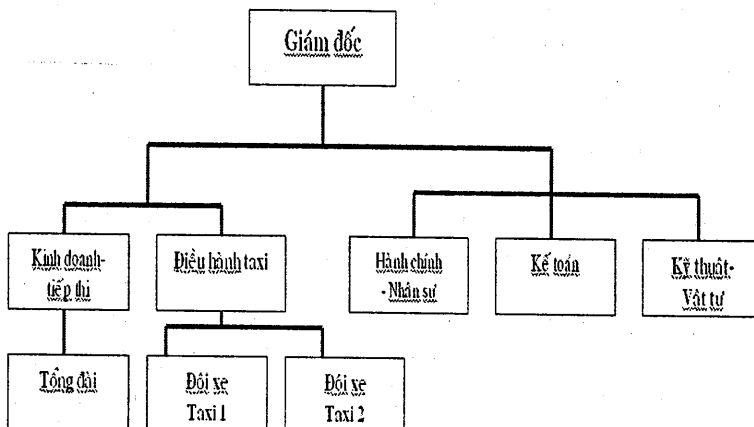 Giám đốc
Kinh doanh-
tiếp thị
Điều hành taxi
Hành chính
- Nhân sự
Kế toán
Kỹ thuật-
Vật tư
Tổng đài
Đội xe
Taxi 1
Đội xe
Taxi 2